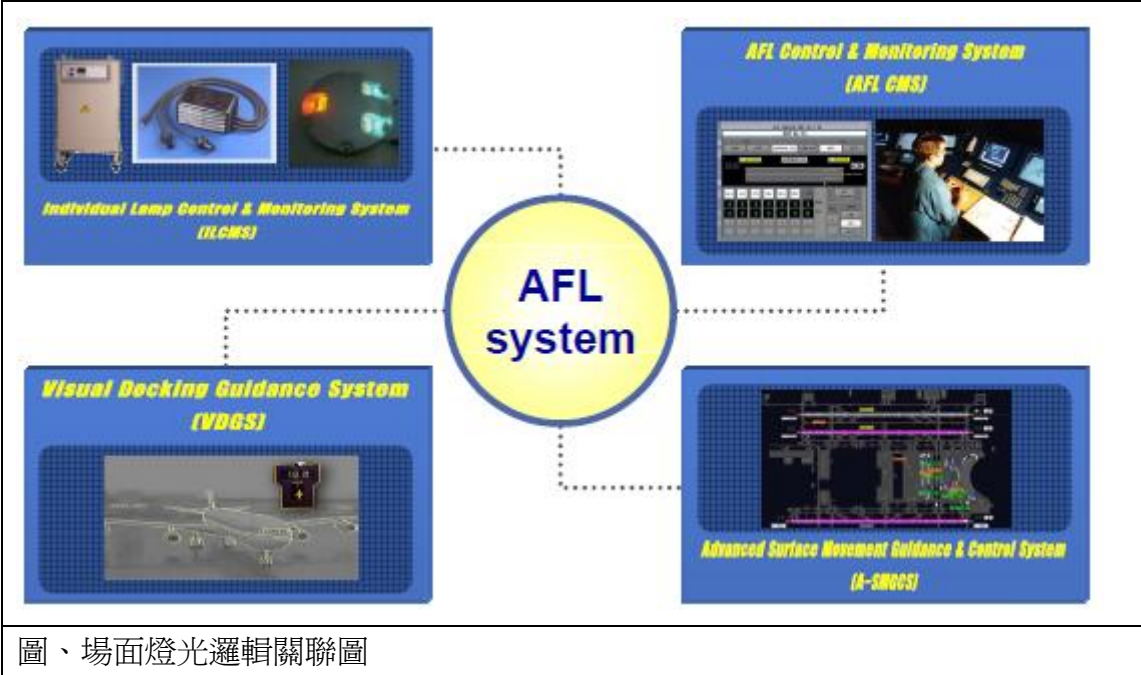 Individual Lamp Control & Monitoring System
(ILCMS)
AFL Control & Monitoring System
(AFL CMS)
AFL
system
Visual Docking Guidance System
(VDGS)
Advanced Surface Movement Guidance & Control System
(A-SMGCS)
圖、場面燈光邏輯關聯圖